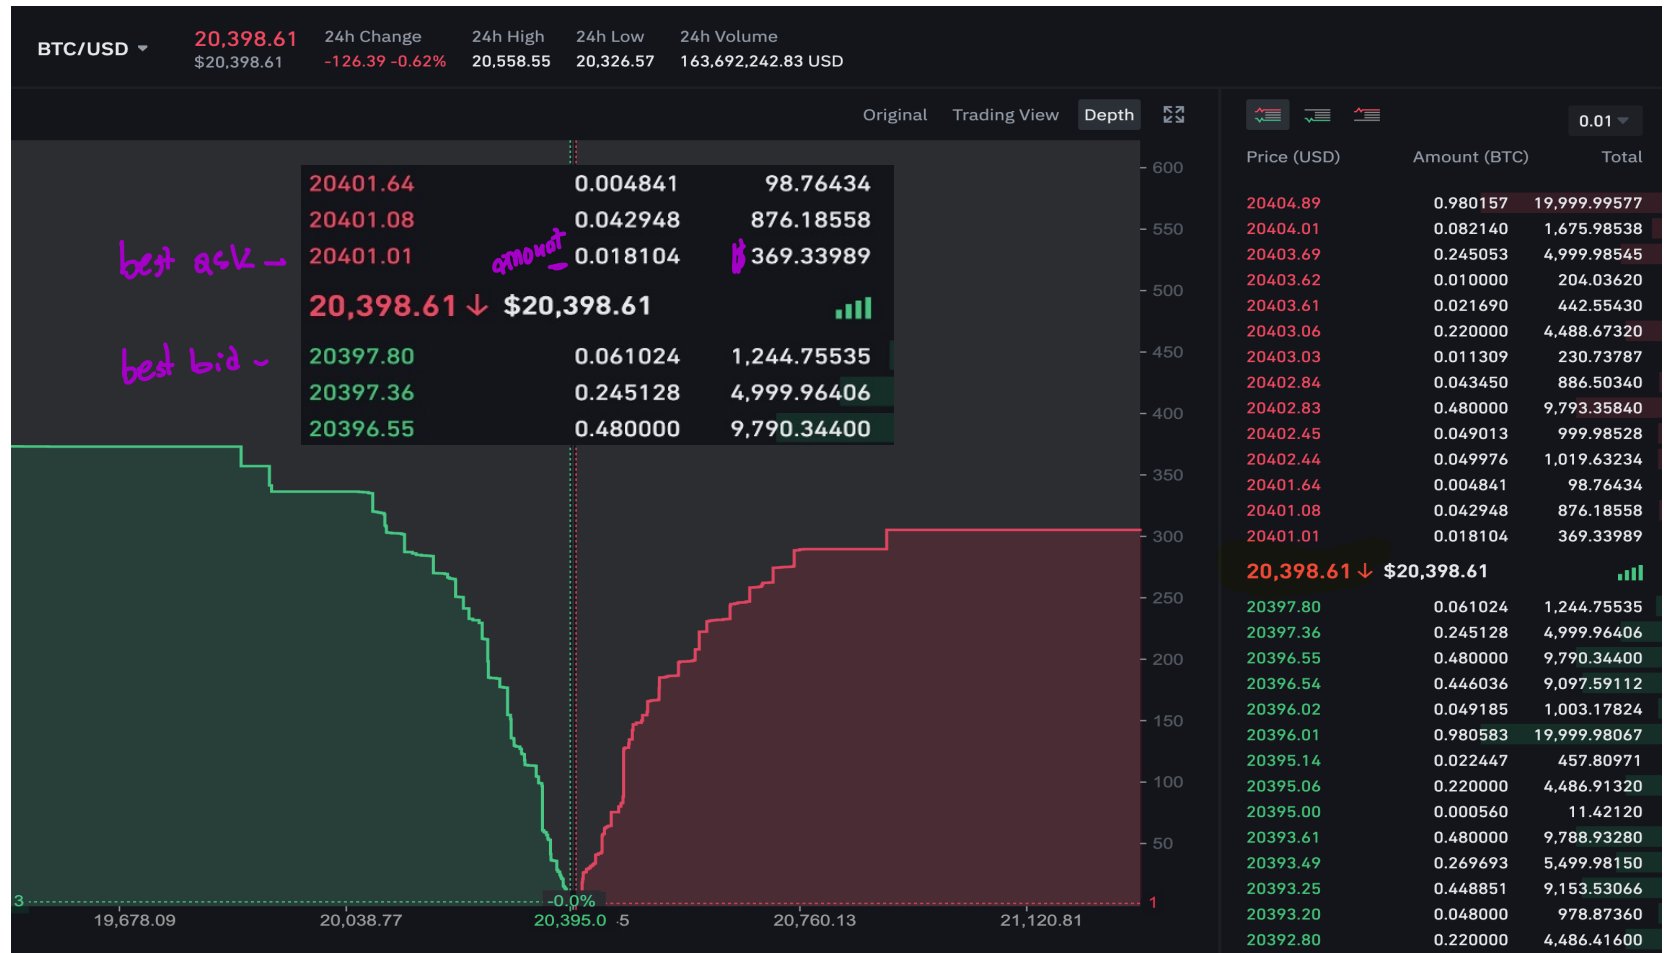 BTC/USD
20,398.61
$20,398.61
24h Change
-126.39 -0.62%
24h High
20,558.55
24h Low
20,326.57
24h Volume
163,692,242.83 USD
Original Trading View Depth
20401.64 0.004841 98.76434
20401.08 0.042948 876.18558
best ask - 20401.01 amount - 0.018104 369.33989
20,398.61 ↓ $20,398.61
best bid - 20397.80 0.061024 1,244.75535
20397.36 0.245128 4,999.96406
20396.55 0.480000 9,790.34400
600
550
500
450
400
350
300
250
200
150
100
50
3 -0.0% 1
19,678.09 20,038.77 20,395.0 -5 20,760.13 21,120.81
0.01
Price (USD) Amount (BTC) Total
20404.89 0.980157 19,999.99577
20404.01 0.082140 1,675.98538
20403.69 0.245053 4,999.98545
20403.62 0.010000 204.03620
20403.61 0.021690 442.55430
20403.06 0.220000 4,488.67320
20403.03 0.011309 230.73787
20402.84 0.043450 886.50340
20402.83 0.480000 9,793.35840
20402.45 0.049013 999.98528
20402.44 0.049976 1,019.63234
20401.64 0.004841 98.76434
20401.08 0.042948 876.18558
20401.01 0.018104 369.33989
20,398.61 ↓ $20,398.61
20397.80 0.061024 1,244.75535
20397.36 0.245128 4,999.96406
20396.55 0.480000 9,790.34400
20396.54 0.446036 9,097.59112
20396.02 0.049185 1,003.17824
20396.01 0.980583 19,999.98067
20395.14 0.022447 457.80971
20395.06 0.220000 4,486.91320
20395.00 0.000560 11.42120
20393.61 0.480000 9,788.93280
20393.49 0.269693 5,499.98150
20393.25 0.448851 9,153.53066
20393.20 0.048000 978.87360
20392.80 0.220000 4,486.41600